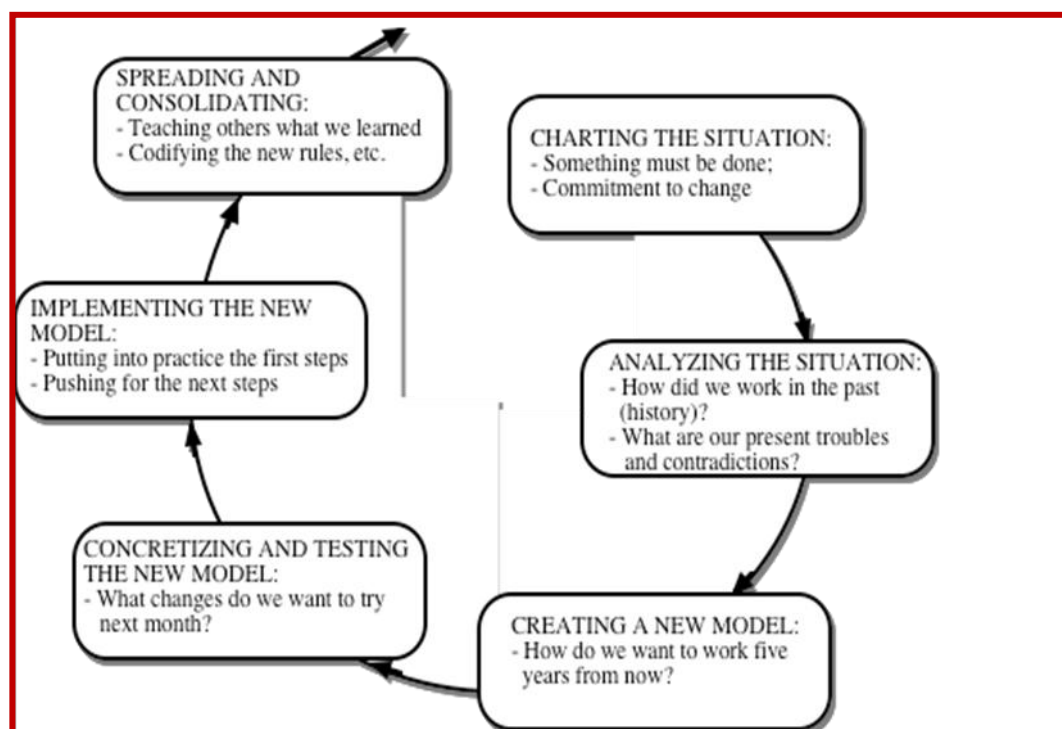 CHARTING THE SITUATION:
- Something must be done;
- Commitment to change
ANALYZING THE SITUATION:
- How did we work in the past
(history)?
- What are our present troubles
and contradictions?
CREATING A NEW MODEL:
- How do we want to work five
years from now?
CONCRETIZING AND TESTING
THE NEW MODEL:
- What changes do we want to try
next month?
IMPLEMENTING THE NEW
MODEL:
- Putting into practice the first steps
- Pushing for the next steps
SPREADING AND
CONSOLIDATING:
- Teaching others what we learned
- Codifying the new rules, etc.